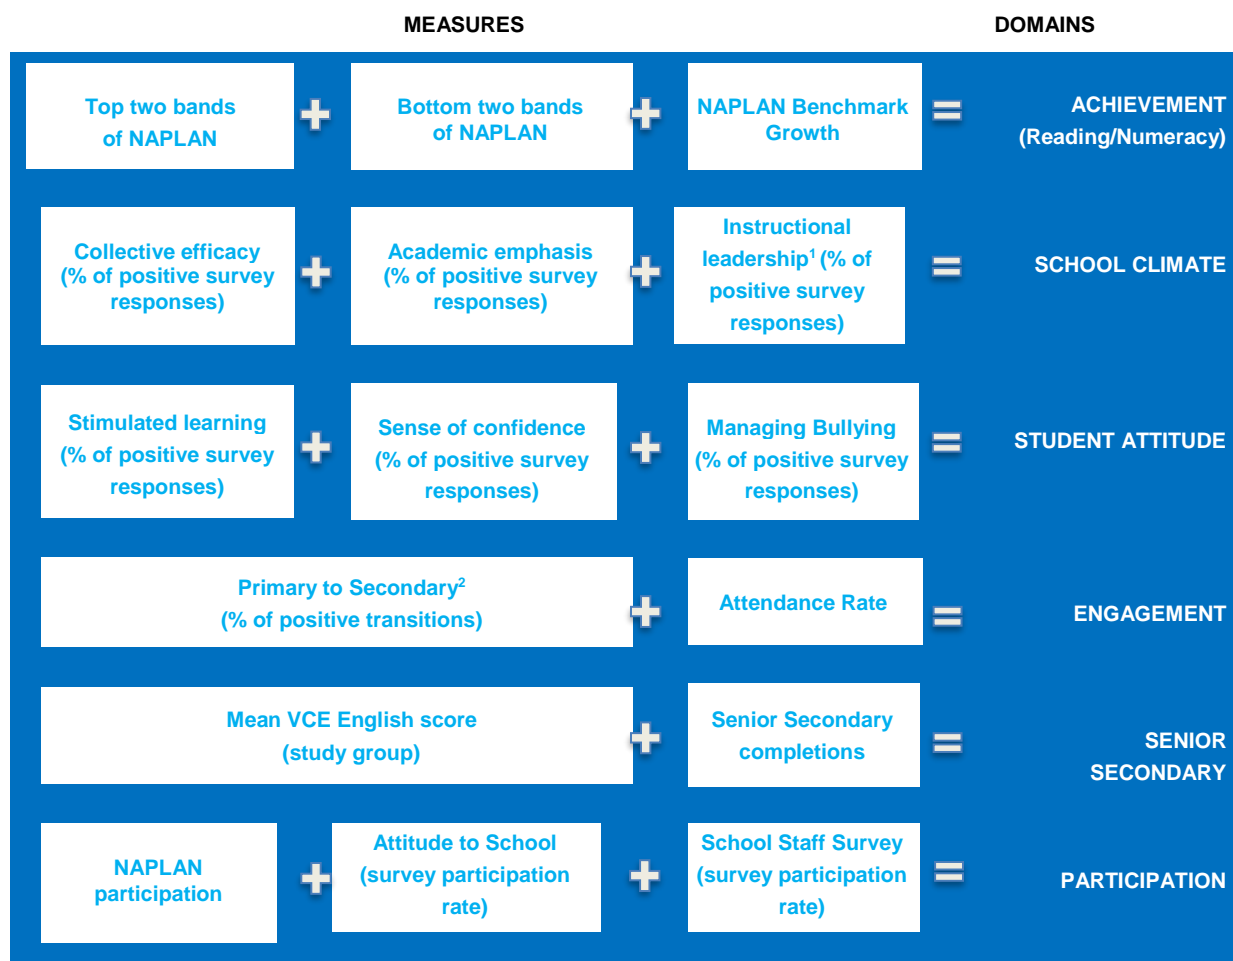 MEASURES
DOMAINS
Top two bands
of NAPLAN
Bottom two bands
of NAPLAN
NAPLAN Benchmark
Growth
ACHIEVEMENT
(Reading/Numeracy)
Collective efficacy
(% of positive survey
responses)
Academic emphasis
(% of positive survey
responses)
Instructional
leadership¹ (% of
positive survey
responses)
SCHOOL CLIMATE
Stimulated learning
(% of positive survey
responses)
Sense of confidence
(% of positive survey
responses)
Managing Bullying
(% of positive survey
responses)
STUDENT ATTITUDE
Primary to Secondary²
(% of positive transitions)
Attendance Rate
ENGAGEMENT
Mean VCE English score
(study group)
Senior Secondary
completions
SENIOR
SECONDARY
NAPLAN
participation
Attitude to School
(survey participation
rate)
School Staff Survey
(survey participation
rate)
PARTICIPATION